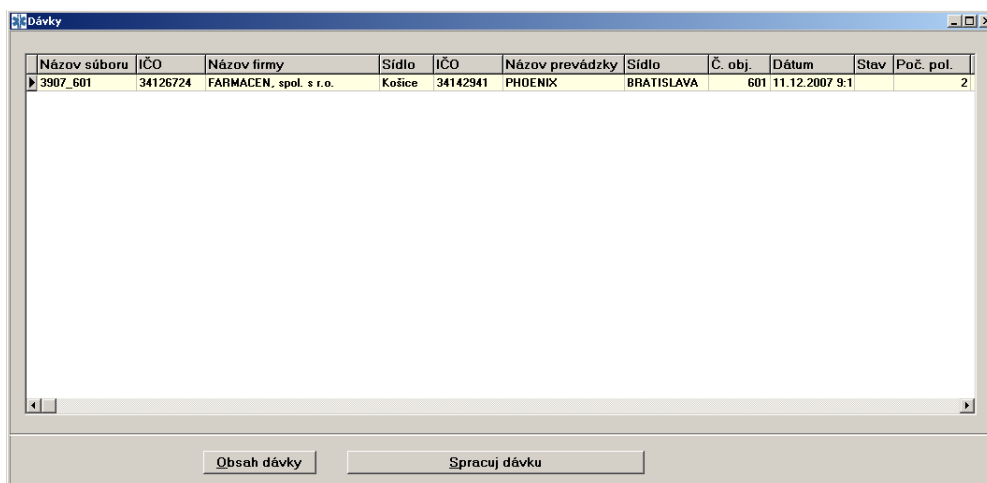 Dávky
Názov súboru IČO Názov firmy Sídlo IČO Názov prevádzky Sídlo Č. obj. Dátum Stav Poč. pol.
3907_601 34126724 FARMACEN, spol. s r.o. Košice 34142941 PHOENIX BRATISLAVA 601 11.12.2007 9:1 2
Obsah dávky Spracuj dávku